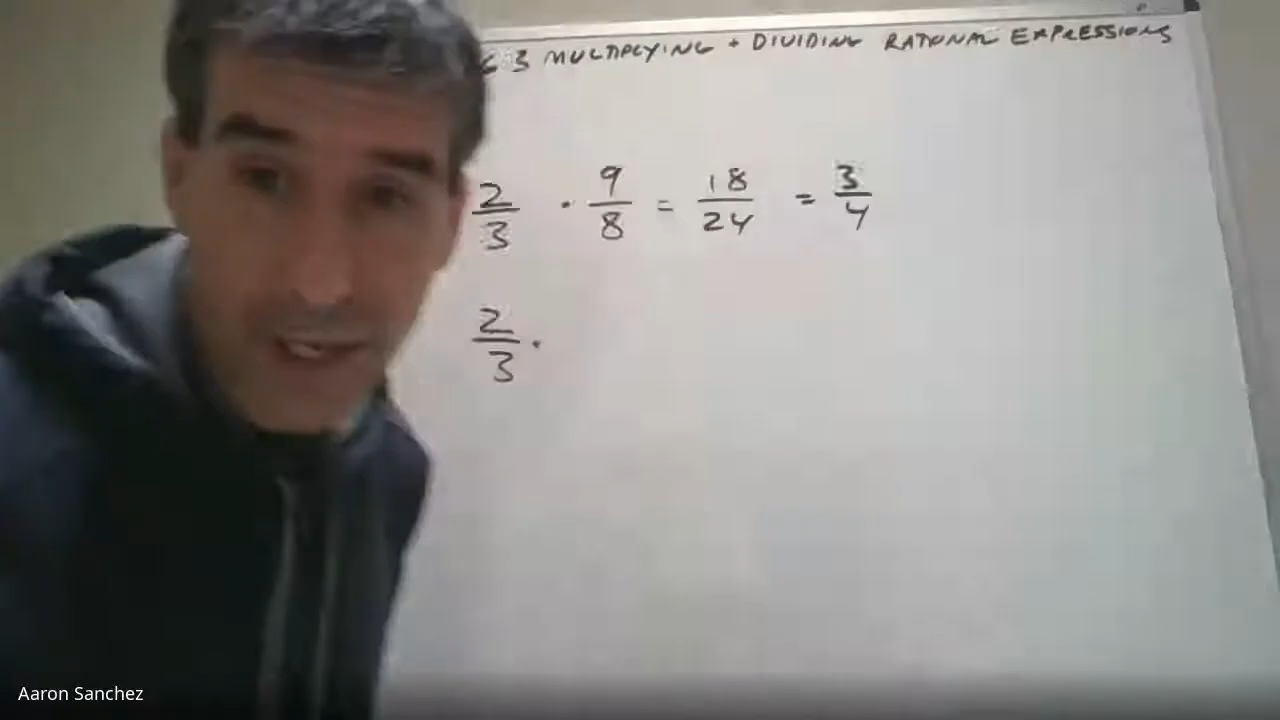 6 3 MULTIPLYING + DIVIDING RATIONAL EXPRESSIONS
2/3 · 9/8 = 18/24 = 3/4
2/3 ·
Aaron Sanchez